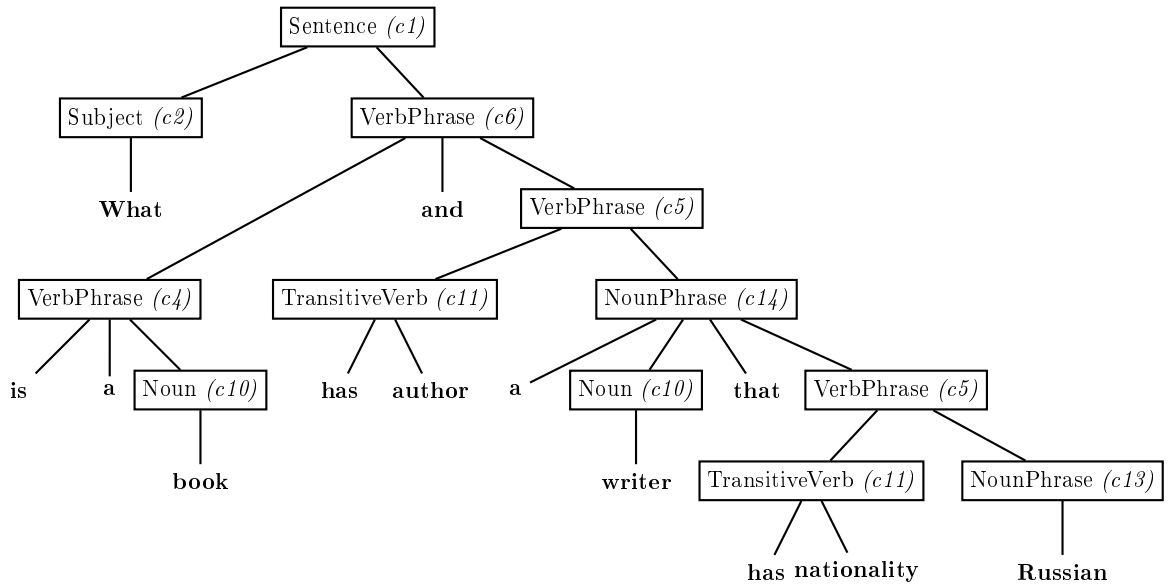 Sentence (c1)
Subject (c2) VerbPhrase (c6)
What and VerbPhrase (c5)
VerbPhrase (c4) TransitiveVerb (c11) NounPhrase (c14)
is a Noun (c10) has author a Noun (c10) that VerbPhrase (c5)
book writer TransitiveVerb (c11) NounPhrase (c13)
has nationality Russian